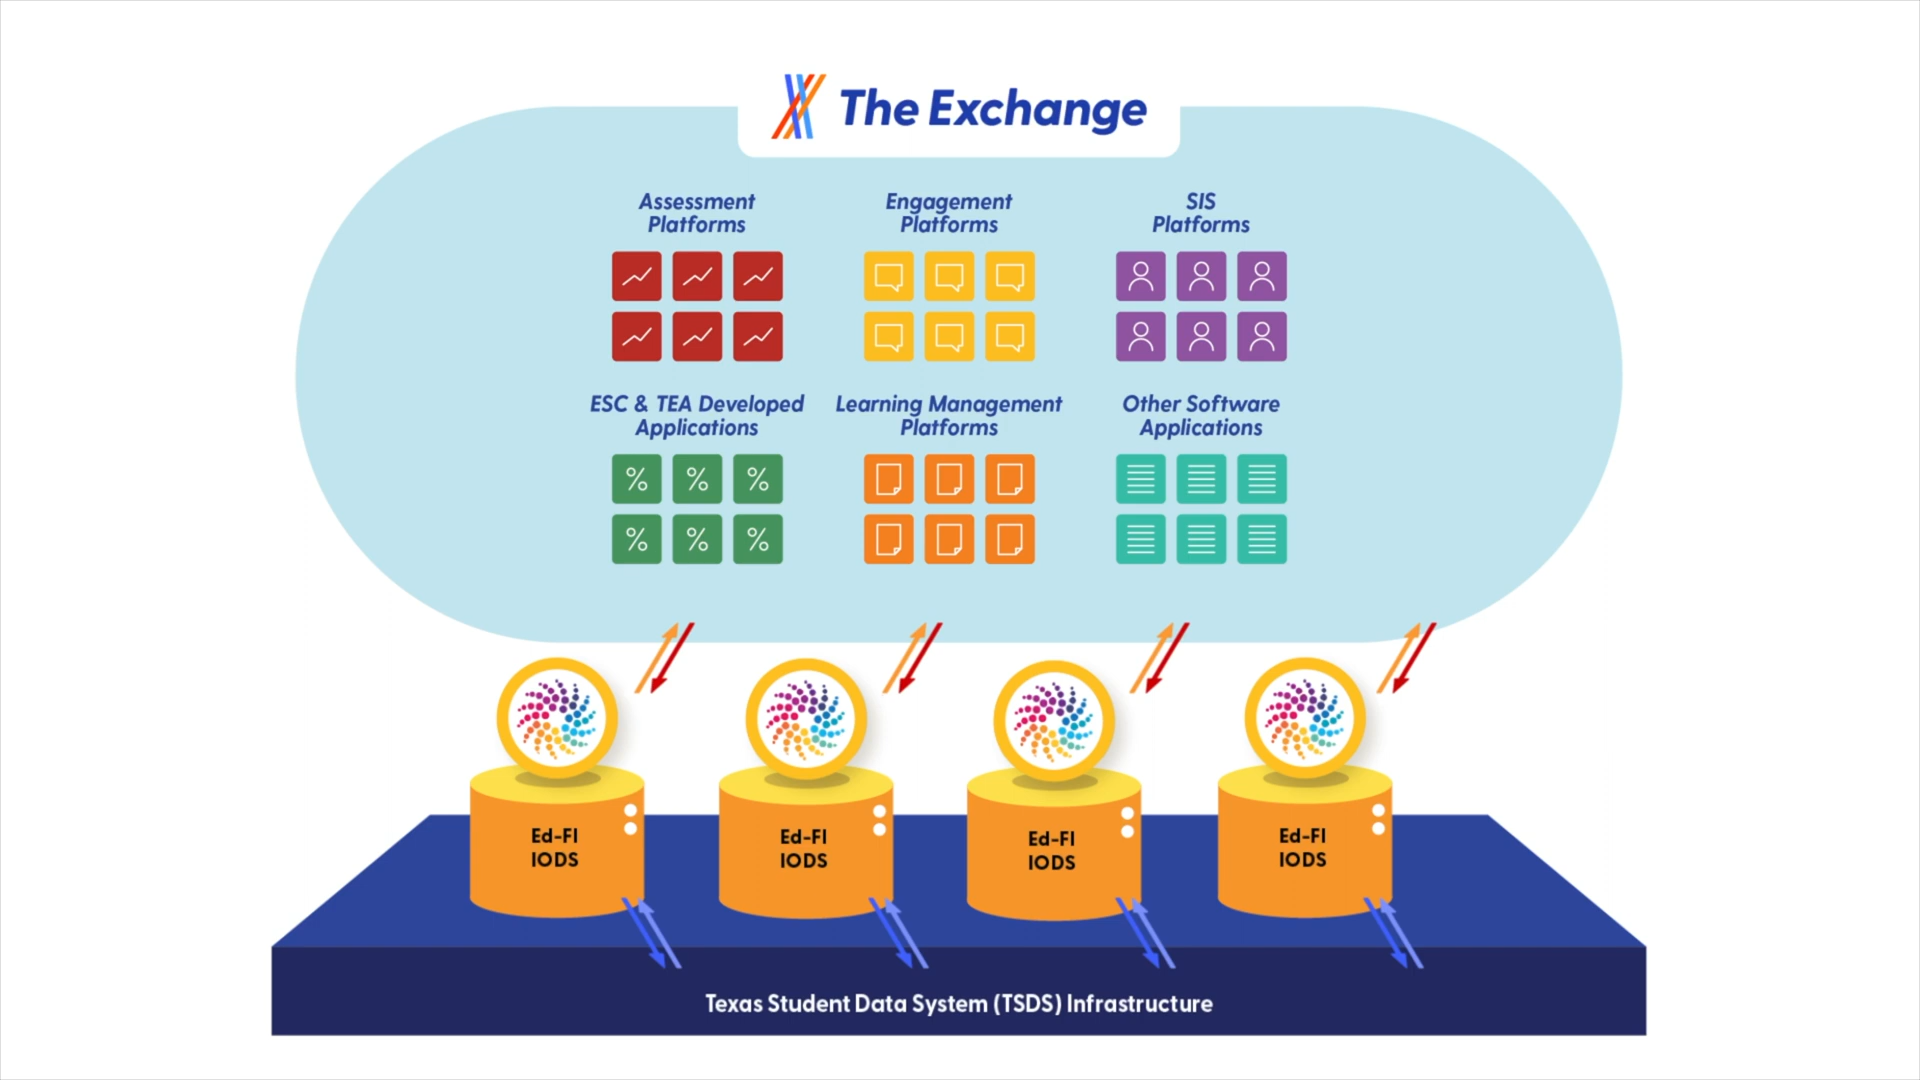 The Exchange
Assessment
Platforms
Engagement
Platforms
SIS
Platforms
ESC & TEA Developed
Applications
Learning Management
Platforms
Other Software
Applications
% % %
% % %
Ed-FI
IODS
Ed-FI
IODS
Ed-FI
IODS
Ed-FI
IODS
Texas Student Data System (TSDS) Infrastructure